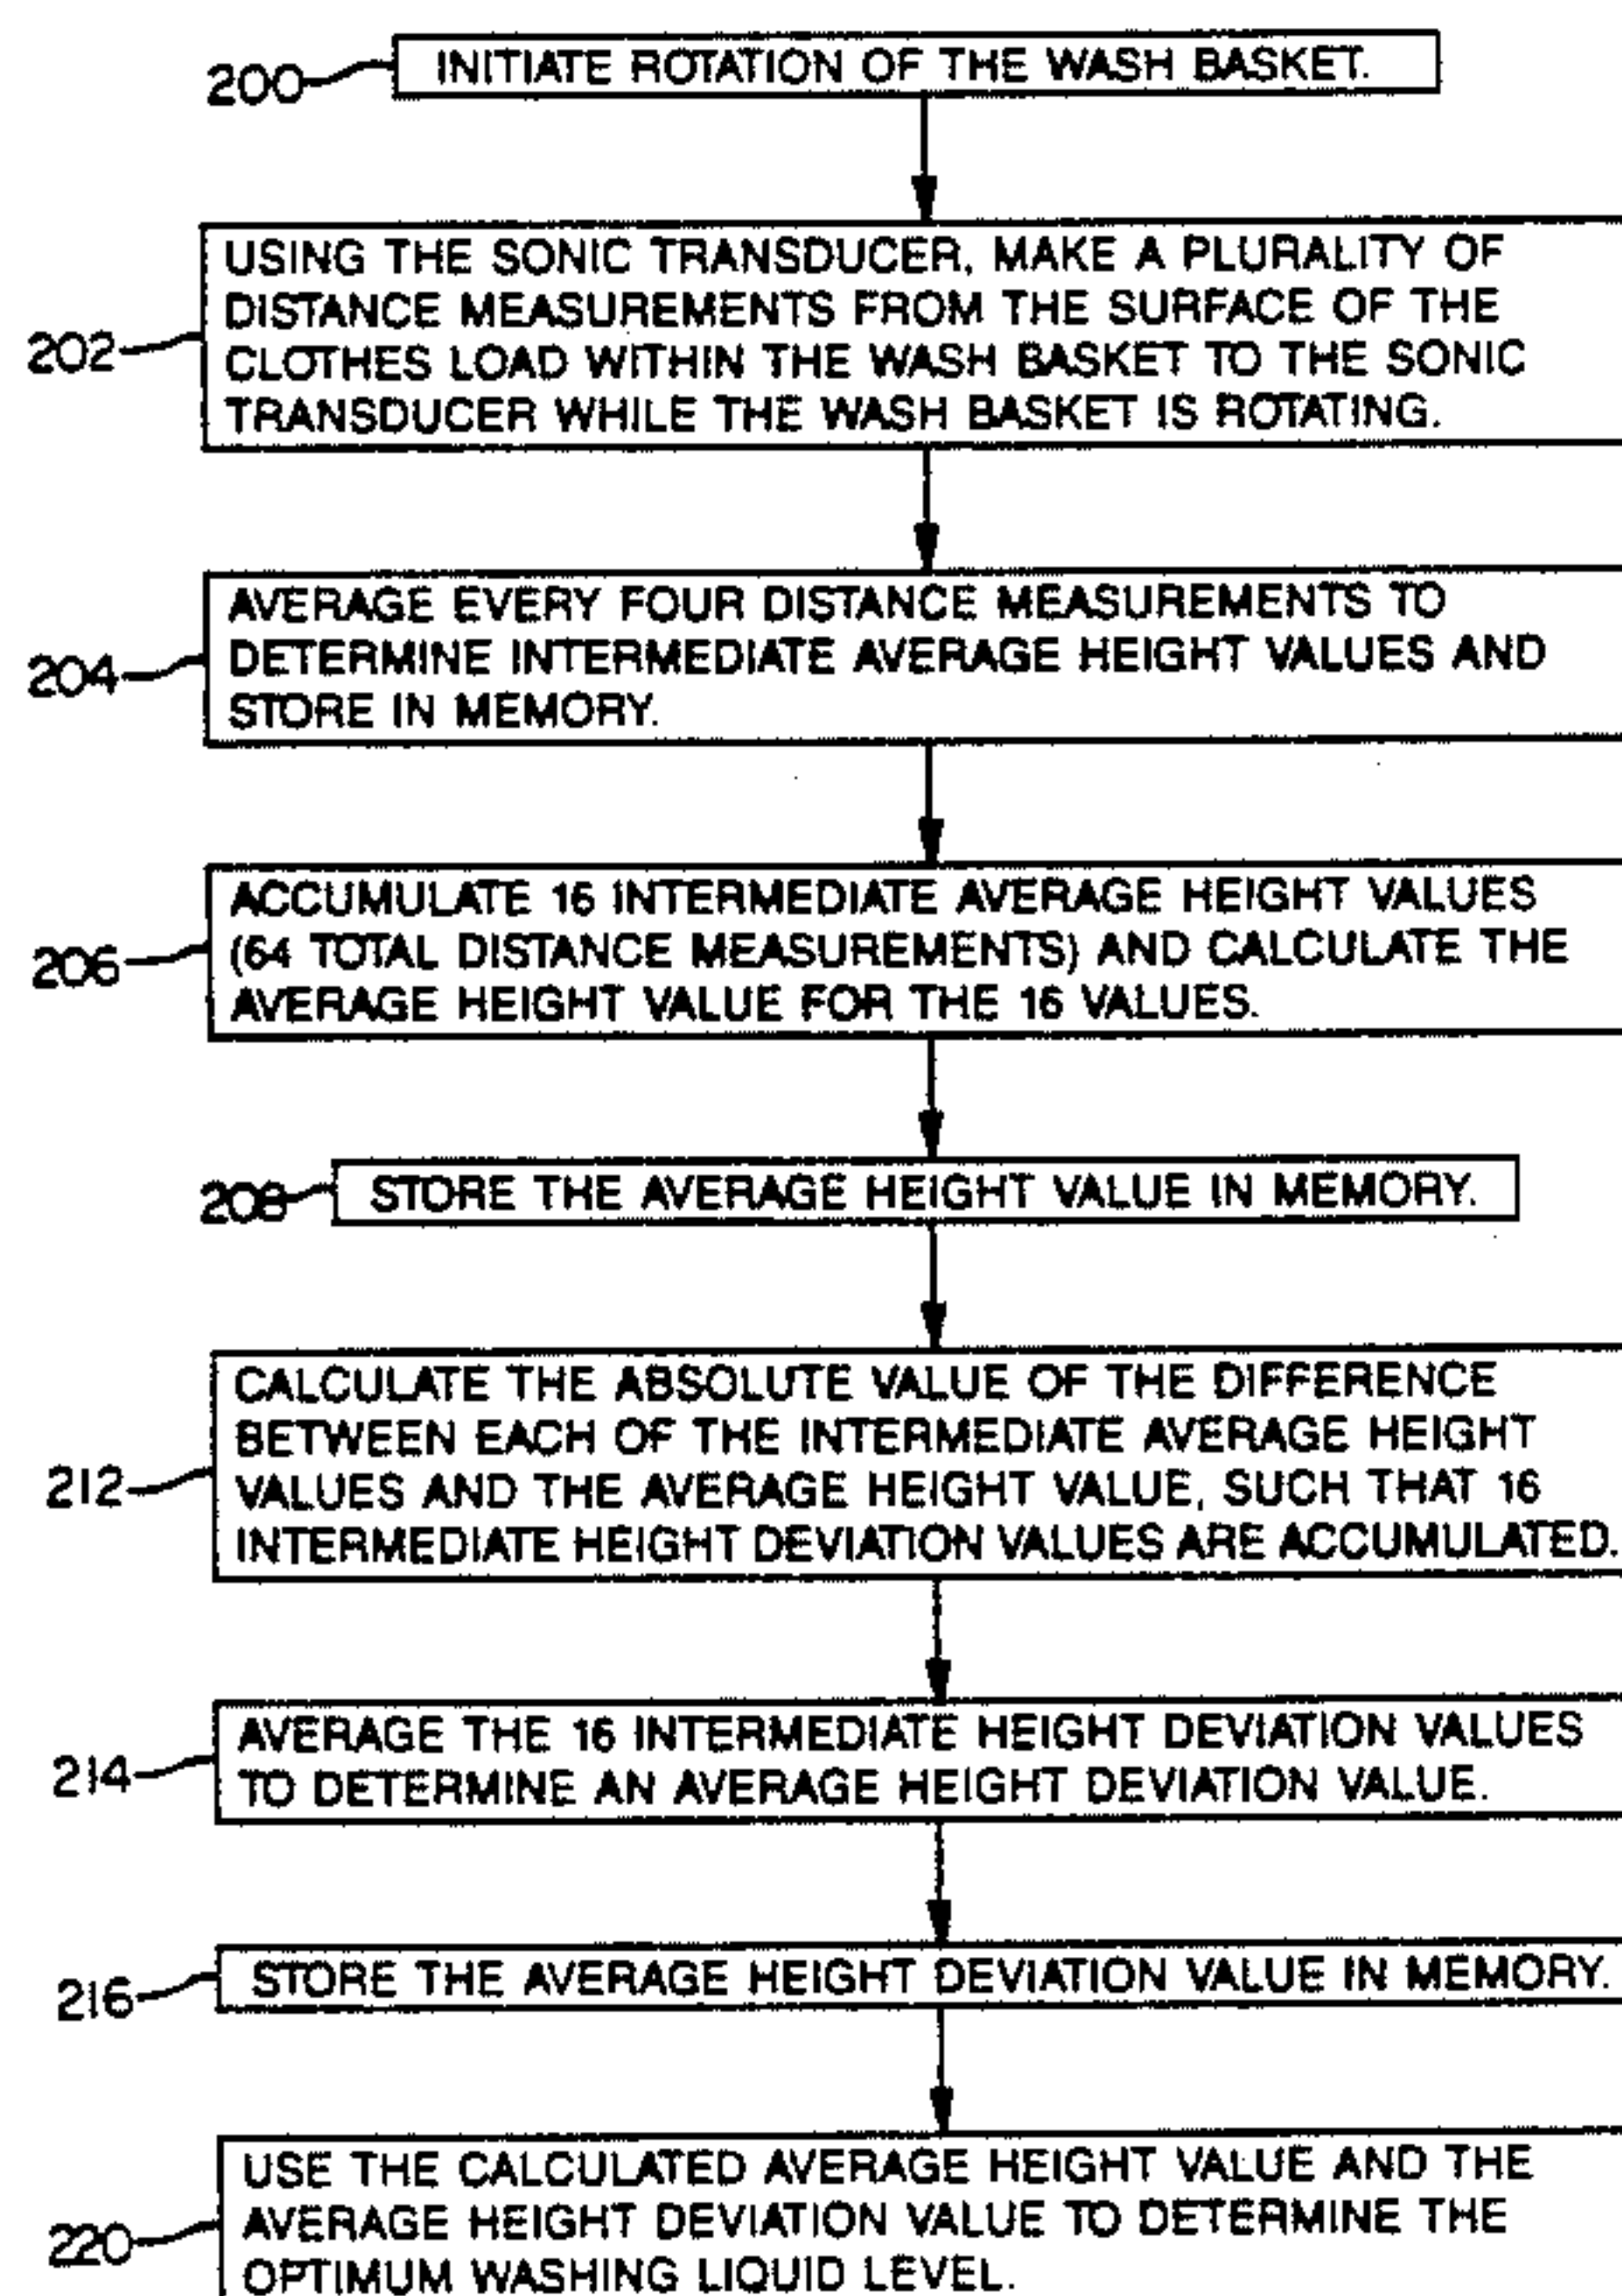 200 INITIATE ROTATION OF THE WASH BASKET.
USING THE SONIC TRANSDUCER, MAKE A PLURALITY OF
DISTANCE MEASUREMENTS FROM THE SURFACE OF THE
202 CLOTHES LOAD WITHIN THE WASH BASKET TO THE SONIC
TRANSDUCER WHILE THE WASH BASKET IS ROTATING.
AVERAGE EVERY FOUR DISTANCE MEASUREMENTS TO
204 DETERMINE INTERMEDIATE AVERAGE HEIGHT VALUES AND
STORE IN MEMORY.
ACCUMULATE 16 INTERMEDIATE AVERAGE HEIGHT VALUES
206 (64 TOTAL DISTANCE MEASUREMENTS) AND CALCULATE THE
AVERAGE HEIGHT VALUE FOR THE 16 VALUES.
208 STORE THE AVERAGE HEIGHT VALUE IN MEMORY.
CALCULATE THE ABSOLUTE VALUE OF THE DIFFERENCE
BETWEEN EACH OF THE INTERMEDIATE AVERAGE HEIGHT
212 VALUES AND THE AVERAGE HEIGHT VALUE, SUCH THAT 16
INTERMEDIATE HEIGHT DEVIATION VALUES ARE ACCUMULATED.
AVERAGE THE 16 INTERMEDIATE HEIGHT DEVIATION VALUES
214 TO DETERMINE AN AVERAGE HEIGHT DEVIATION VALUE.
216 STORE THE AVERAGE HEIGHT DEVIATION VALUE IN MEMORY.
USE THE CALCULATED AVERAGE HEIGHT VALUE AND THE
220 AVERAGE HEIGHT DEVIATION VALUE TO DETERMINE THE
OPTIMUM WASHING LIQUID LEVEL.